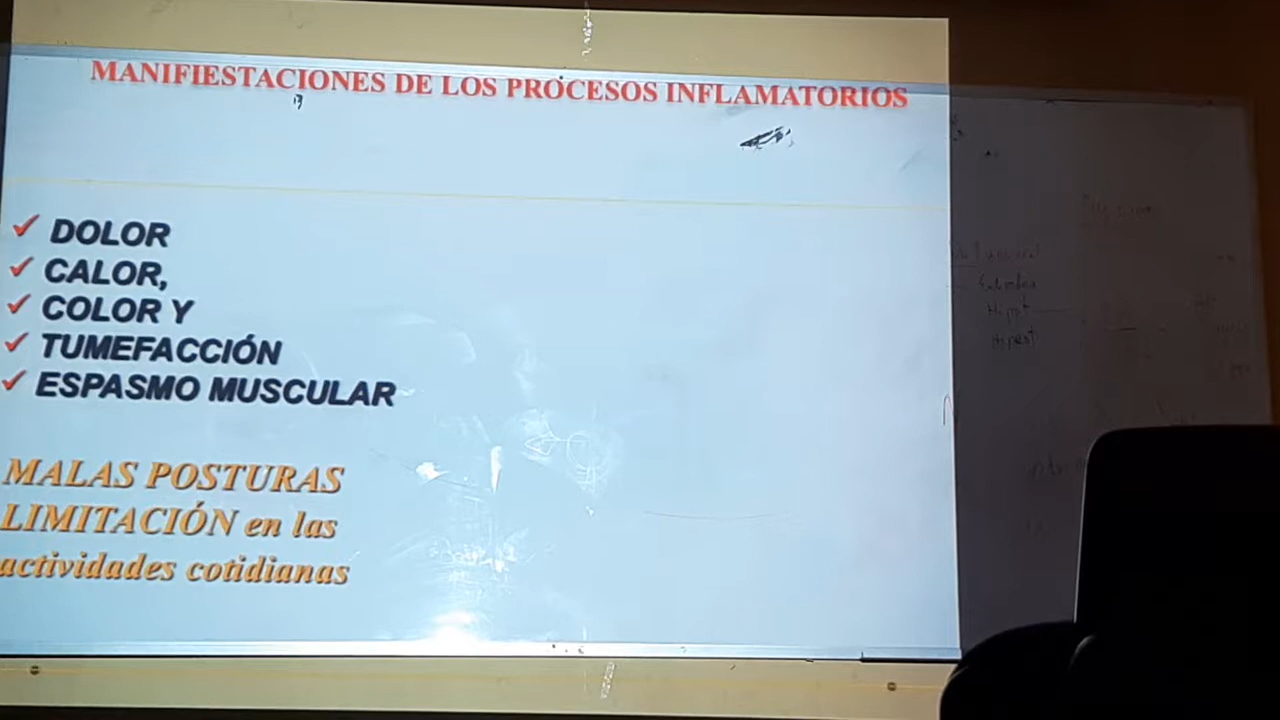 MANIFIESTACIONES DE LOS PROCESOS INFLAMATORIOS
DOLOR
CALOR,
COLOR Y
TUMEFACCIÓN
ESPASMO MUSCULAR
MALAS POSTURAS
LIMITACIÓN en las
actividades cotidianas